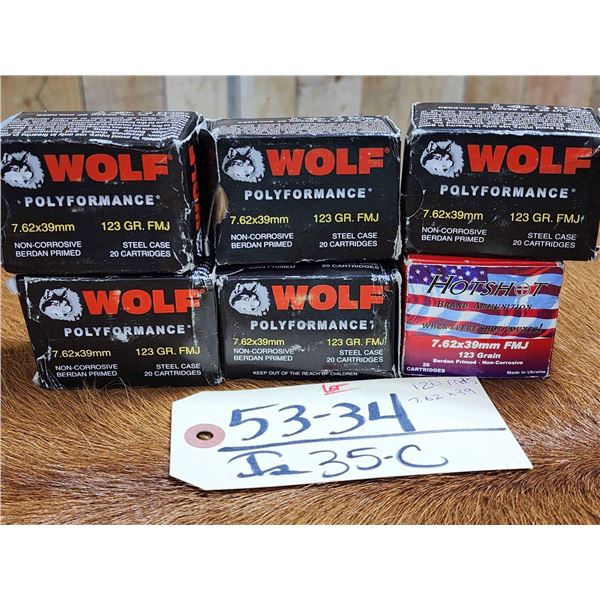 WOLF
POLYFORMANCE®
7.62x39mm 123 GR. FMJ
NON-CORROSIVE STEEL CASE
BERDAN PRIMED 20 CARTRIDGES
WOLF
POLYFORMANCE®
7.62x39mm 123 GR. FMJ
NON-CORROSIVE STEEL CASE
BERDAN PRIMED 20 CARTRIDGES
WOLF
POLYFORMANCE®
7.62x39mm 123 GR. FMJ
NON-CORROSIVE STEEL CASE
BERDAN PRIMED 20 CARTRIDGES
WOLF
POLYFORMANCE®
7.62x39mm 123 GR. FMJ
NON-CORROSIVE STEEL CASE
BERDAN PRIMED 20 CARTRIDGES
WOLF
POLYFORMANCE
7.62x39mm 123 GR. FMJ
NON-CORROSIVE STEEL CASE
BERDAN PRIMED 20 CARTRIDGES
KEEP OUT OF THE REACH OF CHILDREN
HOTSHOT
BRAND AMMUNITION
WHEN EVERY SHOT COUNTS!
7.62x39mm FMJ
123 Grain
Berdan Primed - Non-Corrosive
20
CARTRIDGES Made in Ukraine
LOT
53-34
120 RNDS
7.62x39
35-C